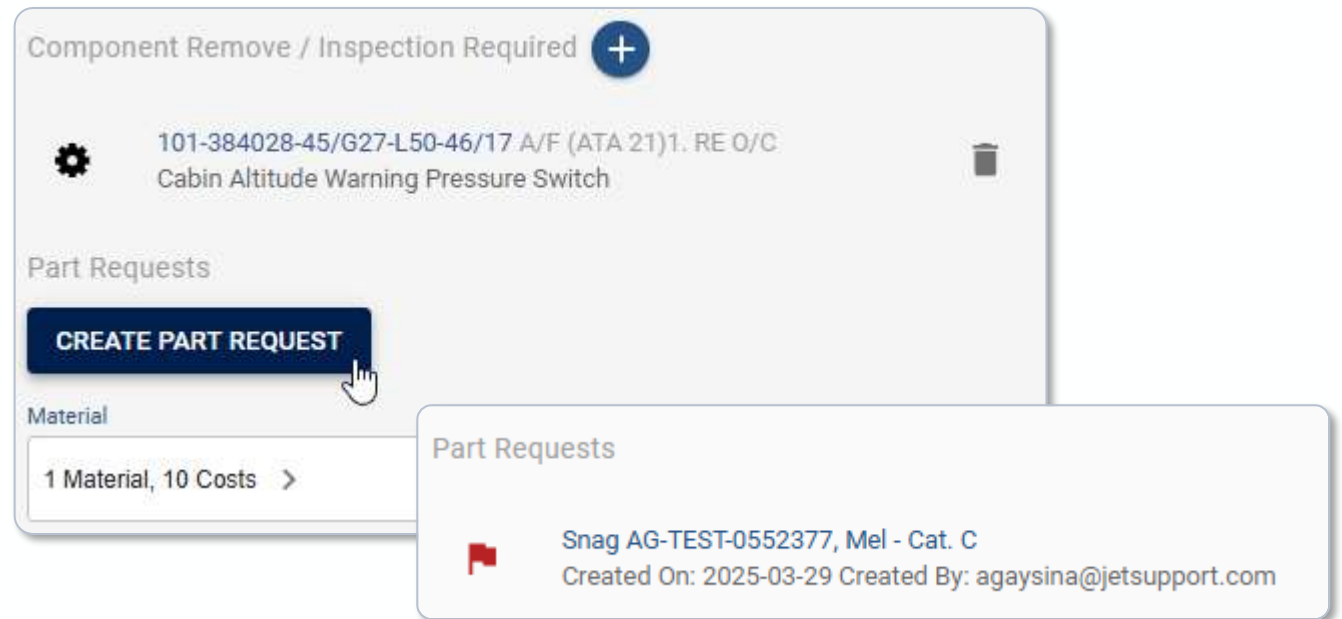 Component Remove / Inspection Required
101-384028-45/G27-L50-46/17 A/F (ATA 21)1. RE O/C
Cabin Altitude Warning Pressure Switch
Part Requests
CREATE PART REQUEST
Material
1 Material, 10 Costs
Part Requests
Snag AG-TEST-0552377, Mel - Cat. C
Created On: 2025-03-29 Created By: agaysina@jetsupport.com